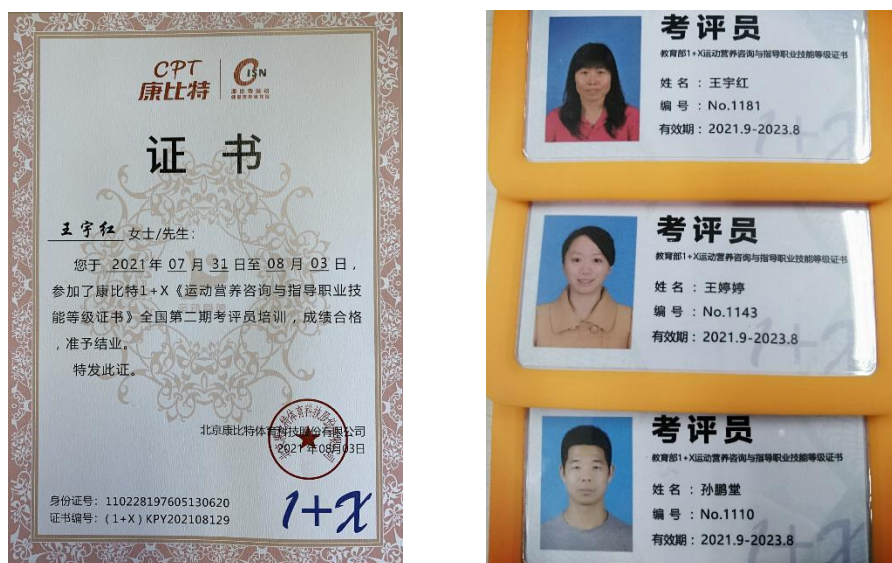 CPT
康比特
ISN
证书
王宇红 女士/先生:
您于 2021年 07 月 31 日至 08 月 03 日,
参加了康比特1+X《运动营养咨询与指导职业技
能等级证书》全国第二期考评员培训,成绩合格
,准予结业。
特发此证。
北京康比特体育科技股份有限公司
2021年08月03日
身份证号: 110228197605130620
证书编号:(1+X)KPY202108129
1+X
考评员
教育部1+X运动营养咨询与指导职业技能等级证书
姓 名 : 王宇红
编 号 : No.1181
有效期: 2021.9-2023.8
1+X
考评员
教育部1+X运动营养咨询与指导职业技能等级证书
姓 名 : 王婷婷
编 号 : No.1143
有效期: 2021.9-2023.8
1+X
考评员
教育部1+X运动营养咨询与指导职业技能等级证书
姓 名 : 孙鹏堂
编 号 : No.1110
有效期: 2021.9-2023.8
1+X